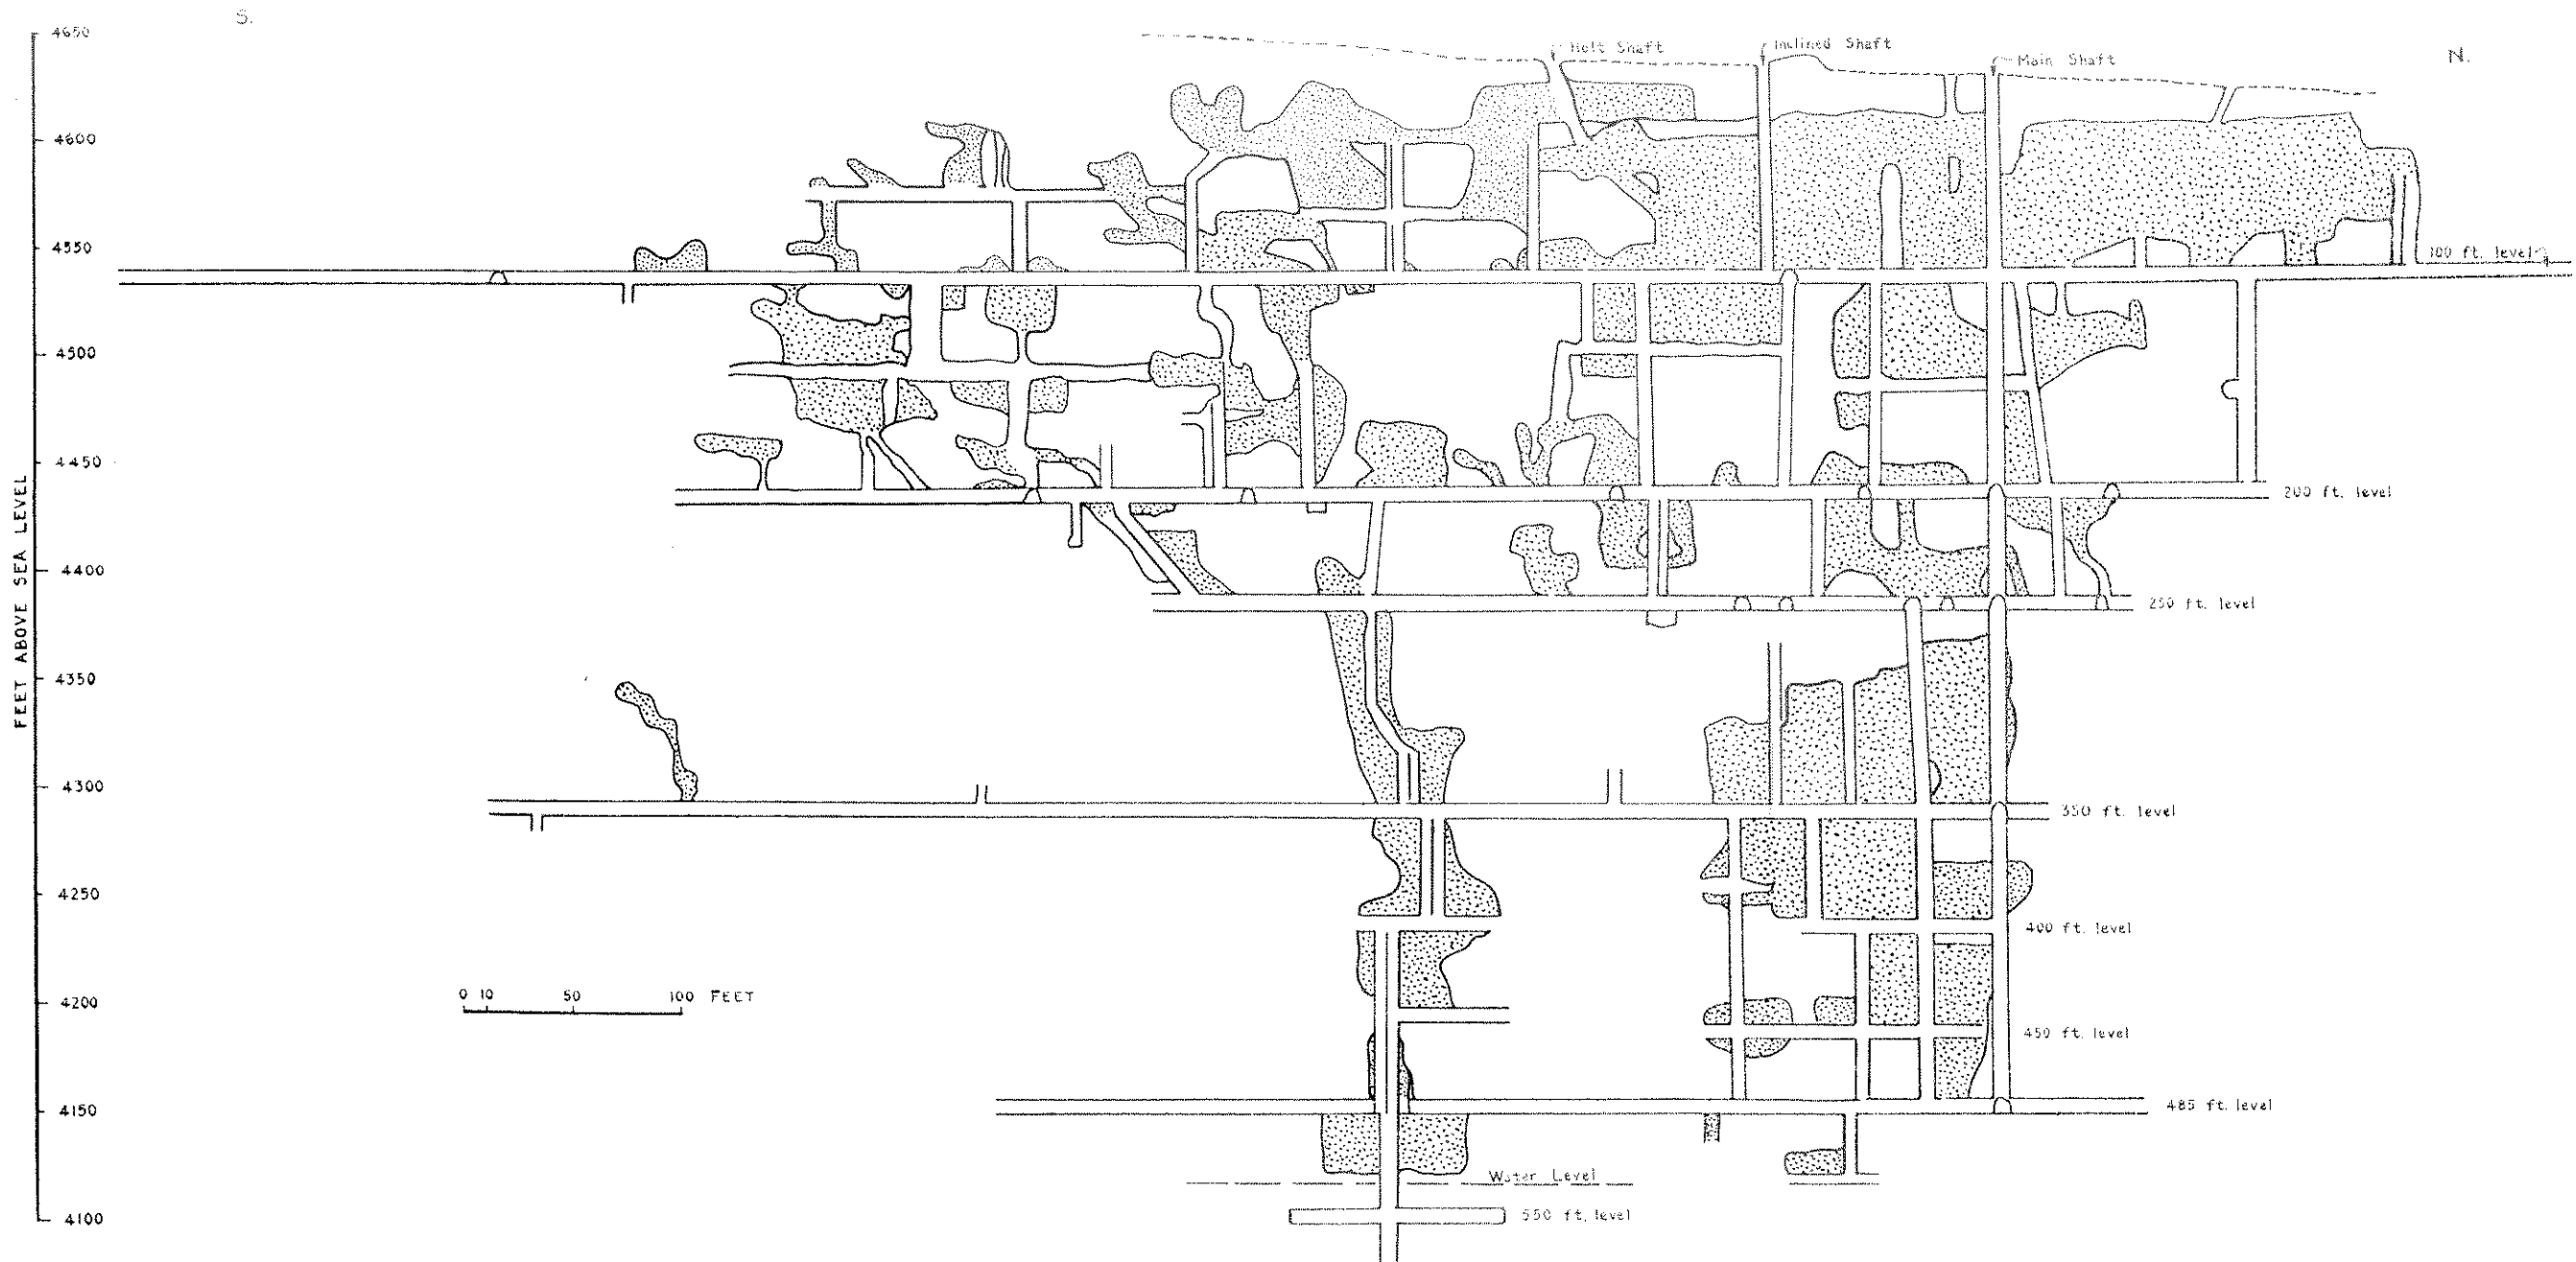 S.
N.
4650
4600
4550
4500
4450
4400
4350
4300
4250
4200
4150
4100
FEET ABOVE SEA LEVEL
Holt Shaft
Inclined Shaft
Main Shaft
100 ft. level
200 ft. level
250 ft. level
350 ft. level
400 ft. level
450 ft. level
485 ft. level
Water Level
550 ft. level
0 10 50 100 FEET